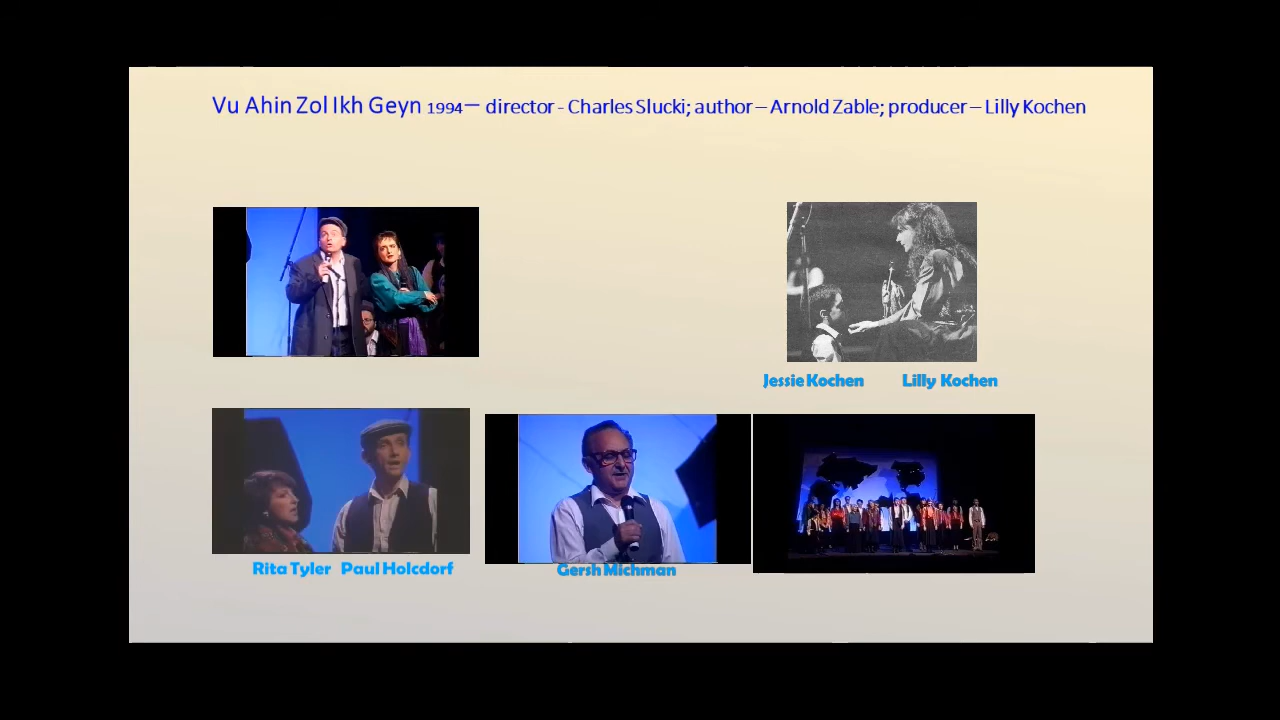 Vu Ahin Zol Ikh Geyn 1994— director - Charles Slucki; author – Arnold Zable; producer – Lilly Kochen
Jessie Kochen Lilly Kochen
Rita Tyler Paul Holcdorf
Gersh Michman